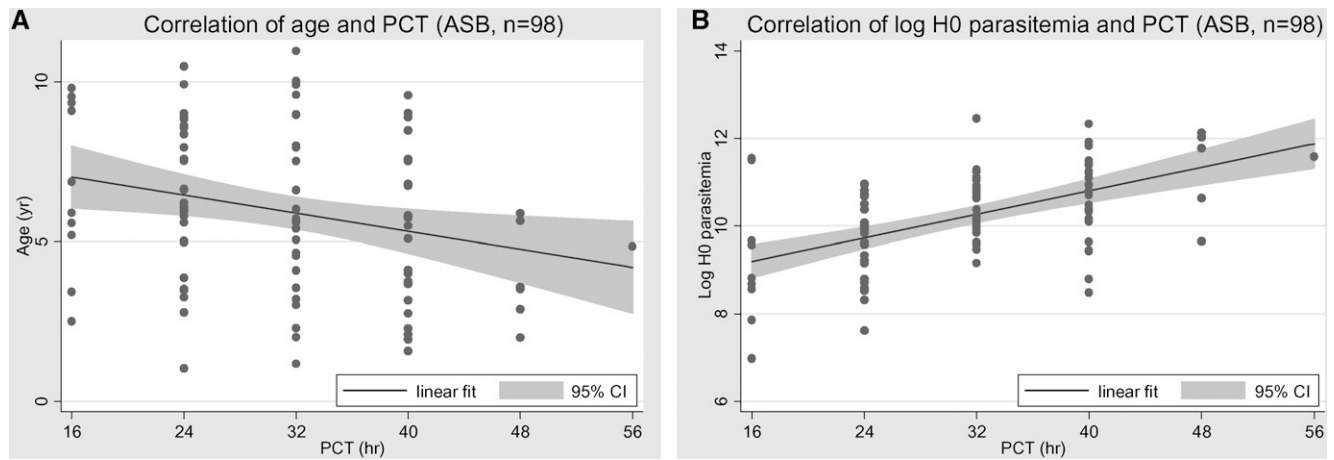 A
Correlation of age and PCT (ASB, n=98)
Age (yr)
10
5
0
linear fit
95% CI
16 24 32 40 48 56
PCT (hr)
B
Correlation of log H0 parasitemia and PCT (ASB, n=98)
Log H0 parasitemia
14
12
10
8
6
linear fit
95% CI
16 24 32 40 48 56
PCT (hr)